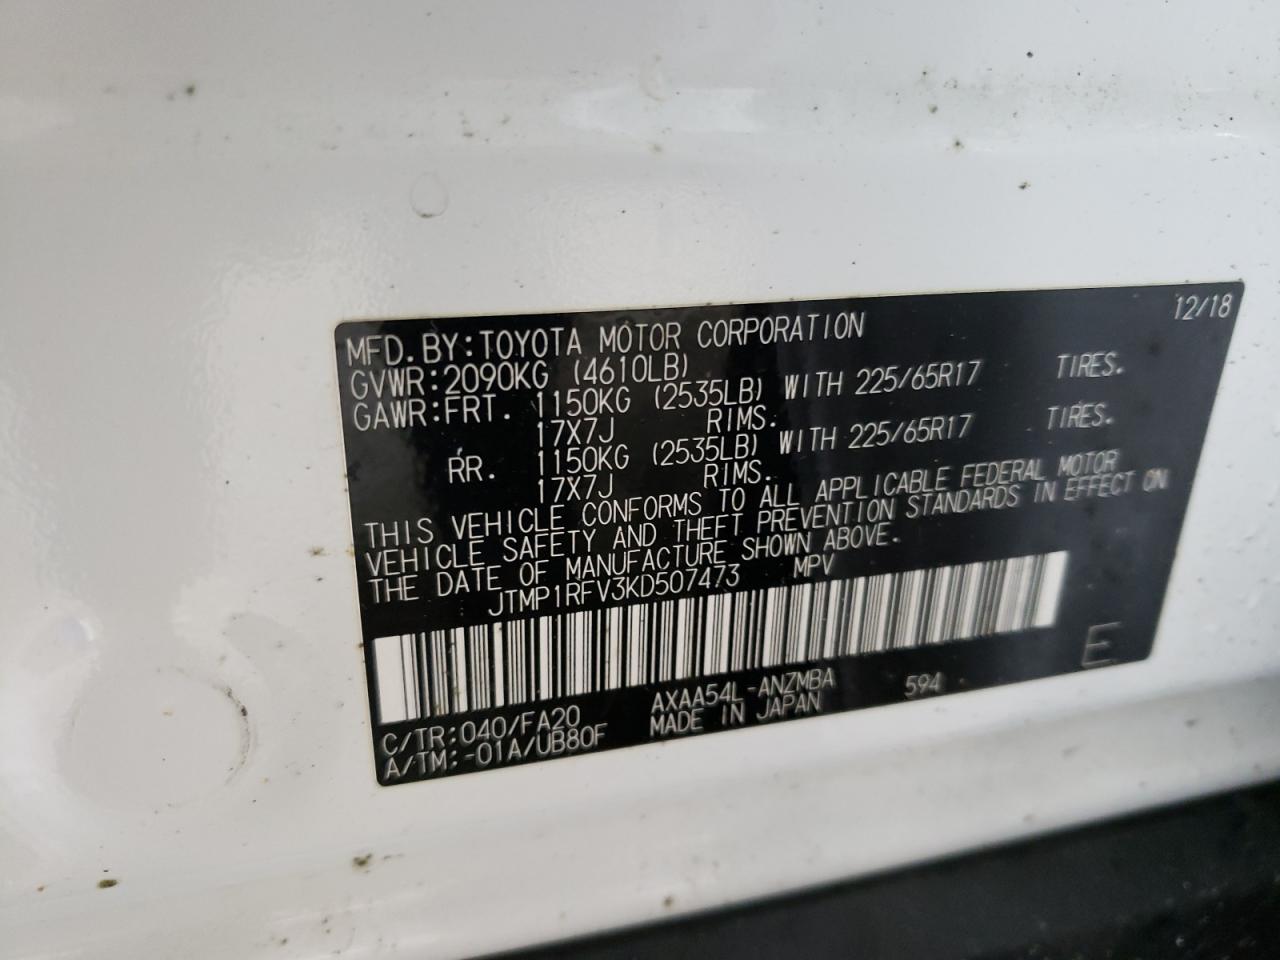 12/18
MFD. BY: TOYOTA MOTOR CORPORATION
GVWR: 2090KG (4610LB)
GAWR: FRT. 1150KG (2535LB) WITH 225/65R17 TIRES.
17X7J RIMS.
RR. 1150KG (2535LB) WITH 225/65R17 TIRES.
17X7J RIMS.
THIS VEHICLE CONFORMS TO ALL APPLICABLE FEDERAL MOTOR
VEHICLE SAFETY AND THEFT PREVENTION STANDARDS IN EFFECT ON
THE DATE OF MANUFACTURE SHOWN ABOVE.
JTMP1RFV3KD507473 MPV
E
C/TR: 040/FA20 AXAA54L-ANZMBA 594
A/TM: -01A/UB80F MADE IN JAPAN